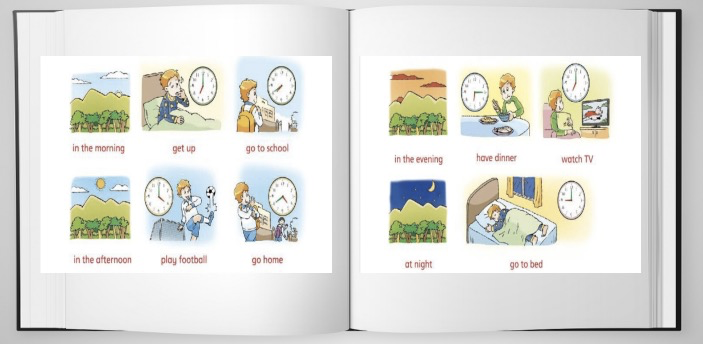 in the morning
get up
go to school
in the afternoon
play football
go home
in the evening
have dinner
watch TV
at night
go to bed